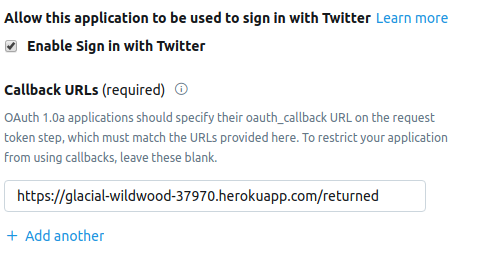 Allow this application to be used to sign in with Twitter Learn more
Enable Sign in with Twitter
Callback URLs (required)
OAuth 1.0a applications should specify their oauth_callback URL on the request
token step, which must match the URLs provided here. To restrict your application
from using callbacks, leave these blank.
https://glacial-wildwood-37970.herokuapp.com/returned
+ Add another